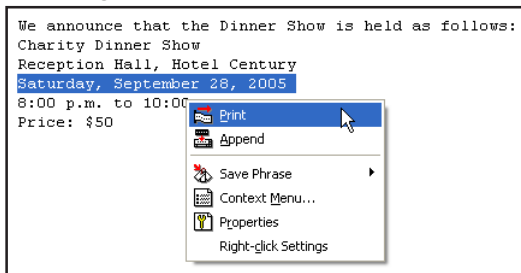 We announce that the Dinner Show is held as follows:
Charity Dinner Show
Reception Hall, Hotel Century
Saturday, September 28, 2005
8:00 p.m. to 10:00
Price: $50
Print
Append
Save Phrase
Context Menu...
Properties
Right-click Settings